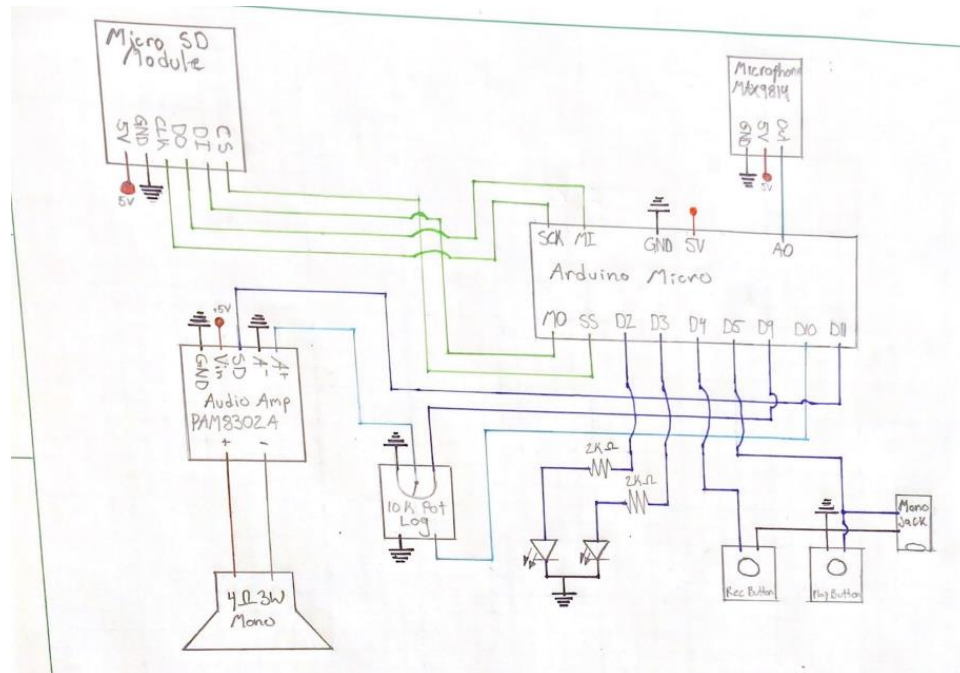 Micro SD
Module
5V
GND
CLK
DO
DI
CS
5V
Microphone
MAX9814
GND
5V
Out
5V
SCK MI
GND 5V
A0
Arduino Micro
MO SS D2 D3 D4 D5 D9 D10 D11
+5V
GND
Vin
SD
A-
A+
Audio Amp
PAM8302A
+ -
2KΩ
2KΩ
10K Pot
Log
Mono
Jack
Rec Button
Play Button
4Ω 3W
Mono